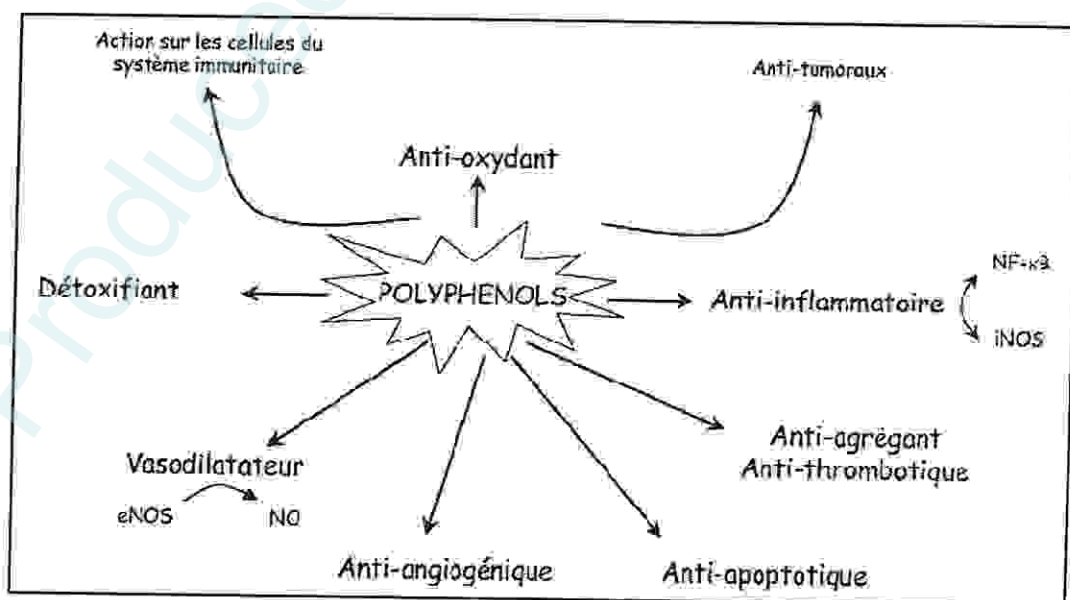 Action sur les cellules du
système immunitaire
Anti-tumoraux
Anti-oxydant
NF-κB
Détoxifiant
POLYPHENOLS
Anti-inflammatoire
iNOS
Anti-agrégant
Anti-thrombotique
Vasodilatateur
eNOS
NO
Anti-angiogénique
Anti-apoptotique